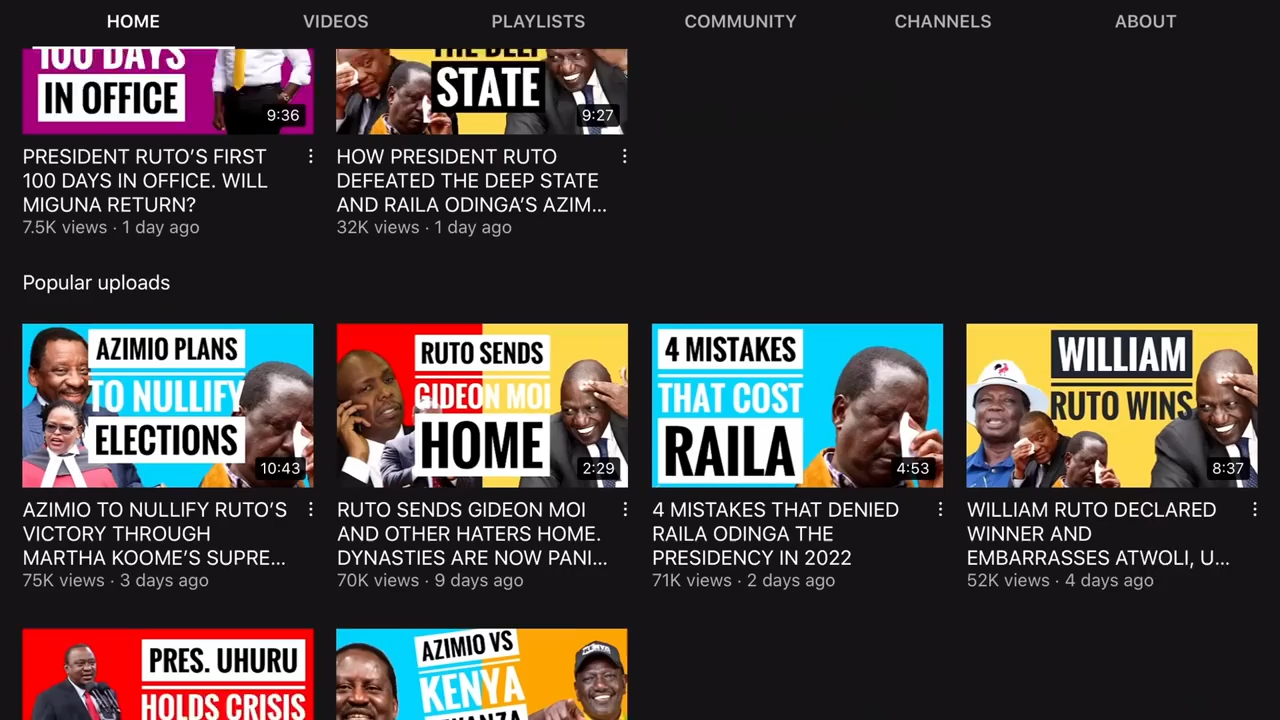 HOME VIDEOS PLAYLISTS COMMUNITY CHANNELS ABOUT
100 DAYS
IN OFFICE
9:36
THE DEEP
STATE
9:27
PRESIDENT RUTO’S FIRST
100 DAYS IN OFFICE. WILL
MIGUNA RETURN?
7.5K views · 1 day ago
HOW PRESIDENT RUTO
DEFEATED THE DEEP STATE
AND RAILA ODINGA’S AZIM...
32K views · 1 day ago
Popular uploads
AZIMIO PLANS
TO NULLIFY
ELECTIONS
10:43
RUTO SENDS
GIDEON MOI
HOME
2:29
4 MISTAKES
THAT COST
RAILA
4:53
WILLIAM
RUTO WINS
8:37
AZIMIO TO NULLIFY RUTO’S
VICTORY THROUGH
MARTHA KOOME’S SUPRE...
75K views · 3 days ago
RUTO SENDS GIDEON MOI
AND OTHER HATERS HOME.
DYNASTIES ARE NOW PANI...
70K views · 9 days ago
4 MISTAKES THAT DENIED
RAILA ODINGA THE
PRESIDENCY IN 2022
71K views · 2 days ago
WILLIAM RUTO DECLARED
WINNER AND
EMBARRASSES ATWOLI, U...
52K views · 4 days ago
PRES. UHURU
HOLDS CRISIS
AZIMIO VS
KENYA